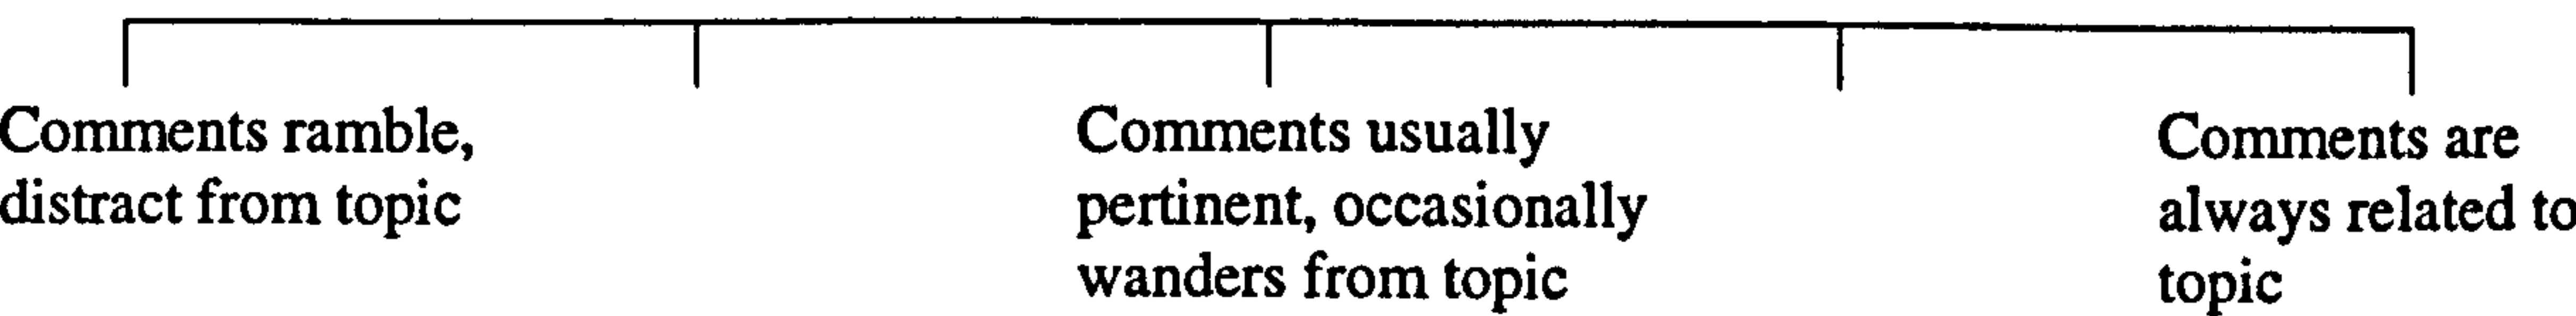 Comments ramble,
distract from topic
Comments usually
pertinent, occasionally
wanders from topic
Comments are
always related to
topic